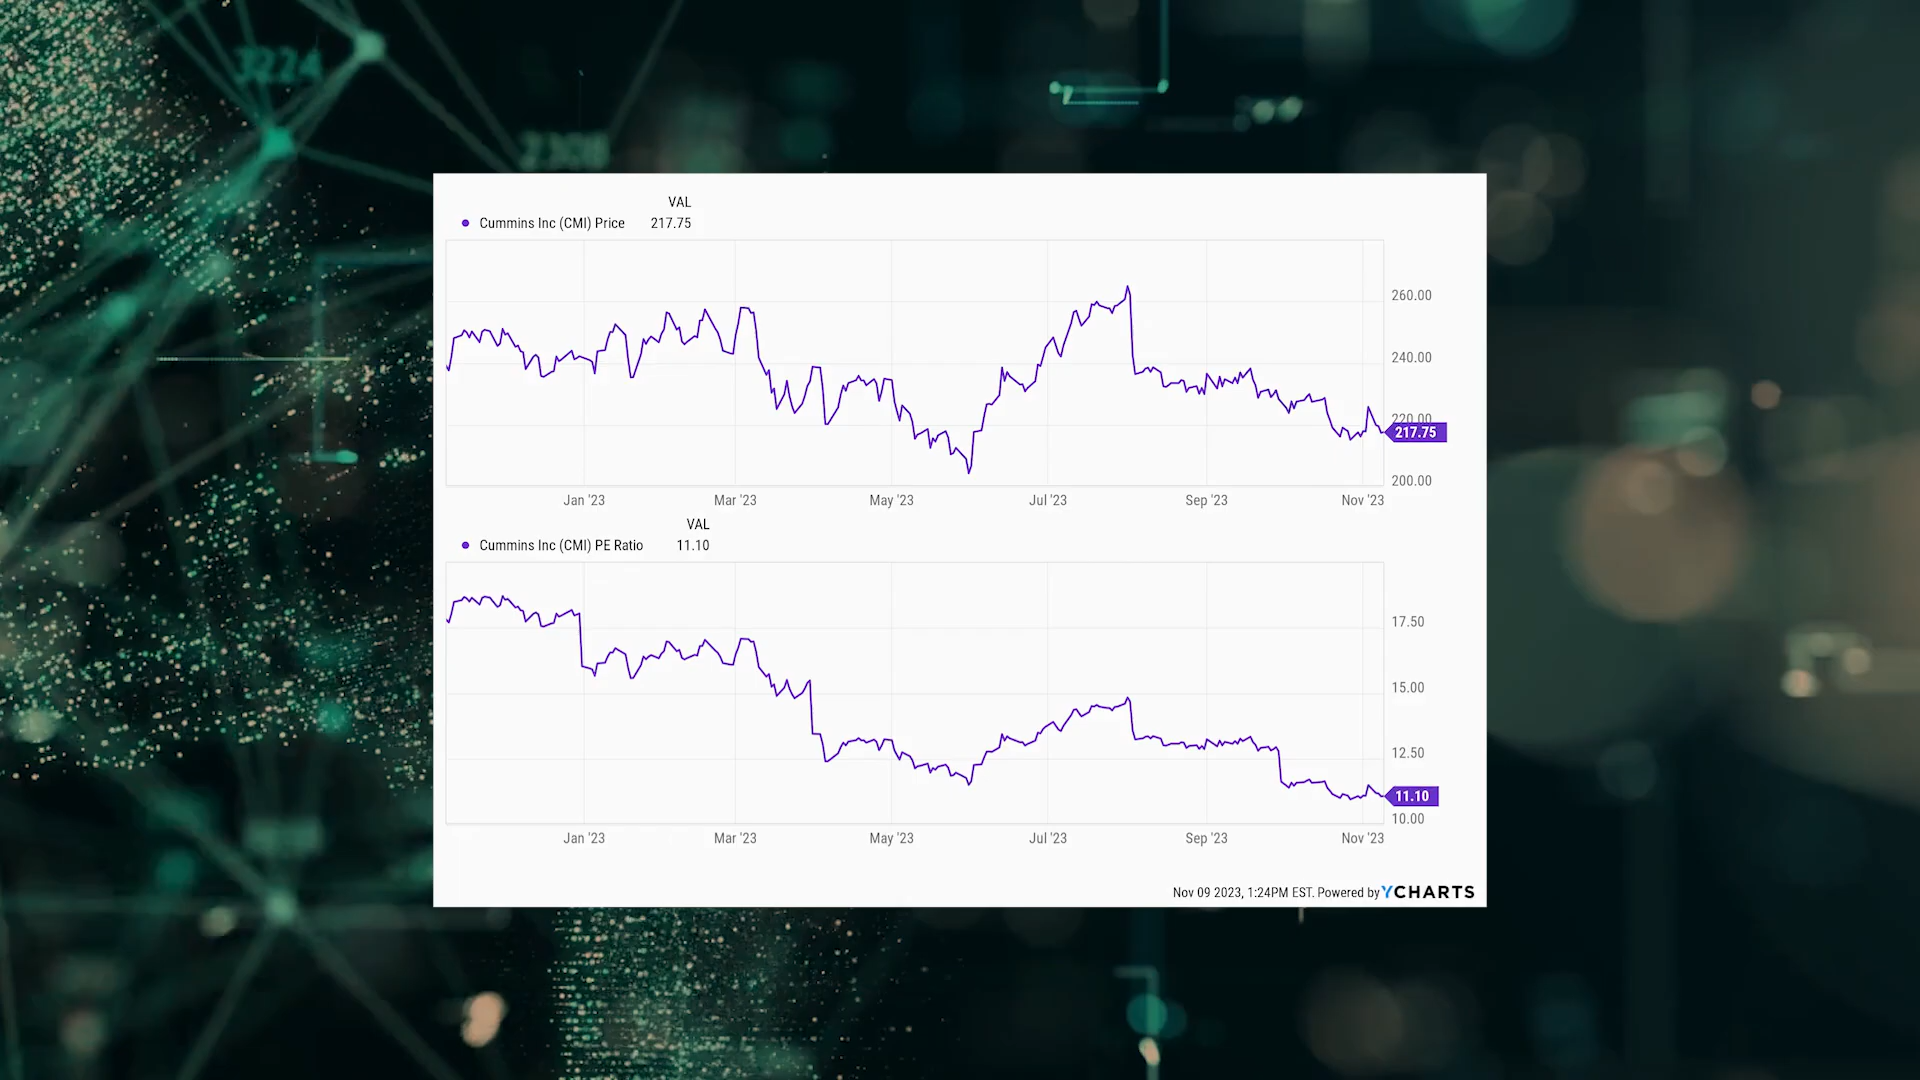 3224
VAL
Cummins Inc (CMI) Price 217.75
260.00
240.00
220.00
217.75
200.00
Jan '23 Mar '23 May '23 Jul '23 Sep '23 Nov '23
VAL
Cummins Inc (CMI) PE Ratio 11.10
17.50
15.00
12.50
11.10
10.00
Jan '23 Mar '23 May '23 Jul '23 Sep '23 Nov '23
Nov 09 2023, 1:24PM EST. Powered by YCHARTS